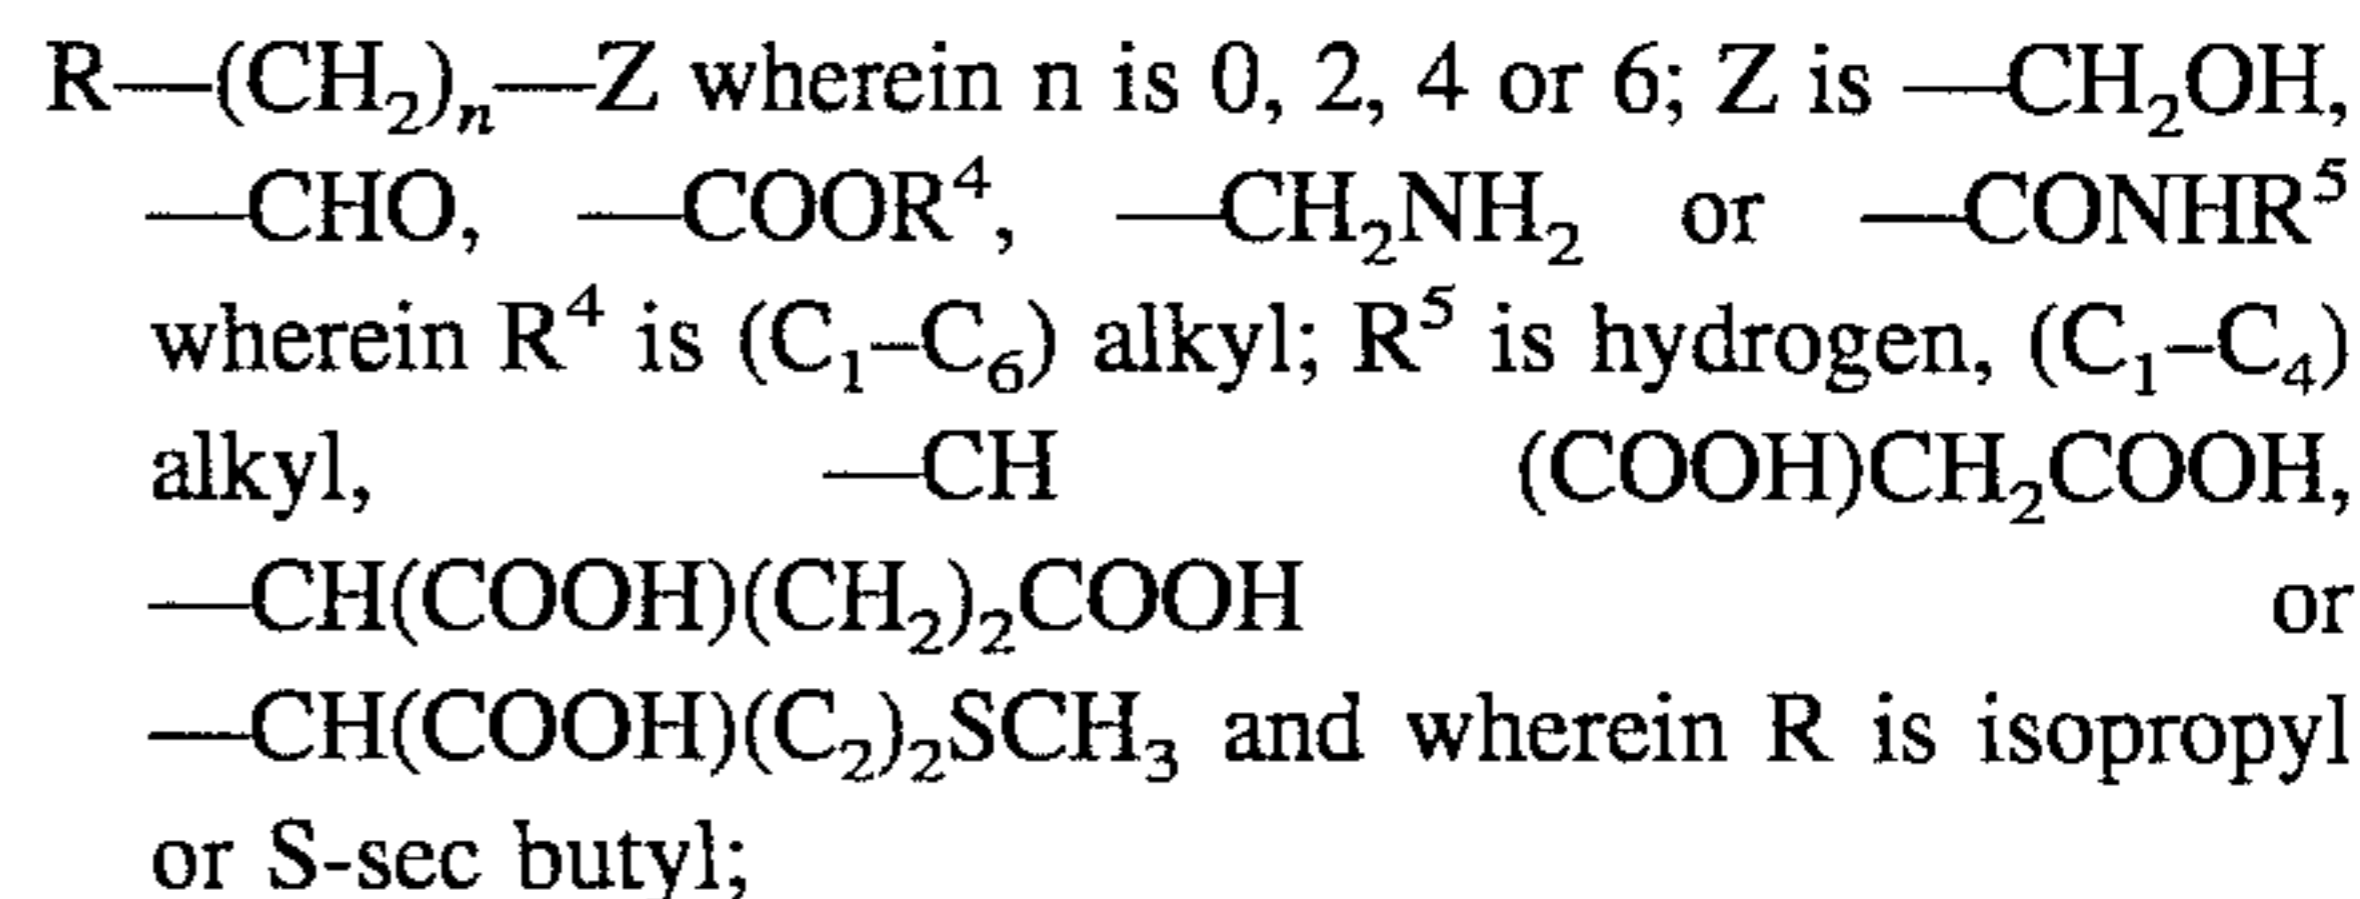 R—(CH₂)ₙ—Z wherein n is 0, 2, 4 or 6; Z is —CH₂OH,
—CHO, —COOR⁴, —CH₂NH₂ or —CONHR⁵
wherein R⁴ is (C₁–C₆) alkyl; R⁵ is hydrogen, (C₁–C₄)
alkyl, —CH (COOH)CH₂COOH,
—CH(COOH)(CH₂)₂COOH or
—CH(COOH)(C₂)₂SCH₃ and wherein R is isopropyl
or S-sec butyl;